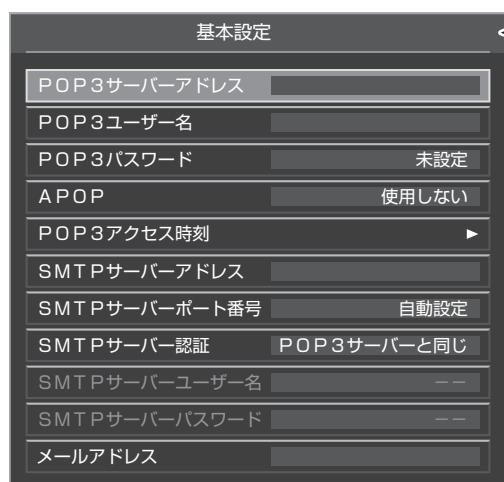 基本設定
POP3サーバーアドレス
POP3ユーザー名
POP3パスワード 未設定
APOP 使用しない
POP3アクセス時刻 ►
SMTPサーバーアドレス
SMTPサーバーポート番号 自動設定
SMTPサーバー認証 POP3サーバーと同じ
SMTPサーバーユーザー名 ーー
SMTPサーバーパスワード ーー
メールアドレス